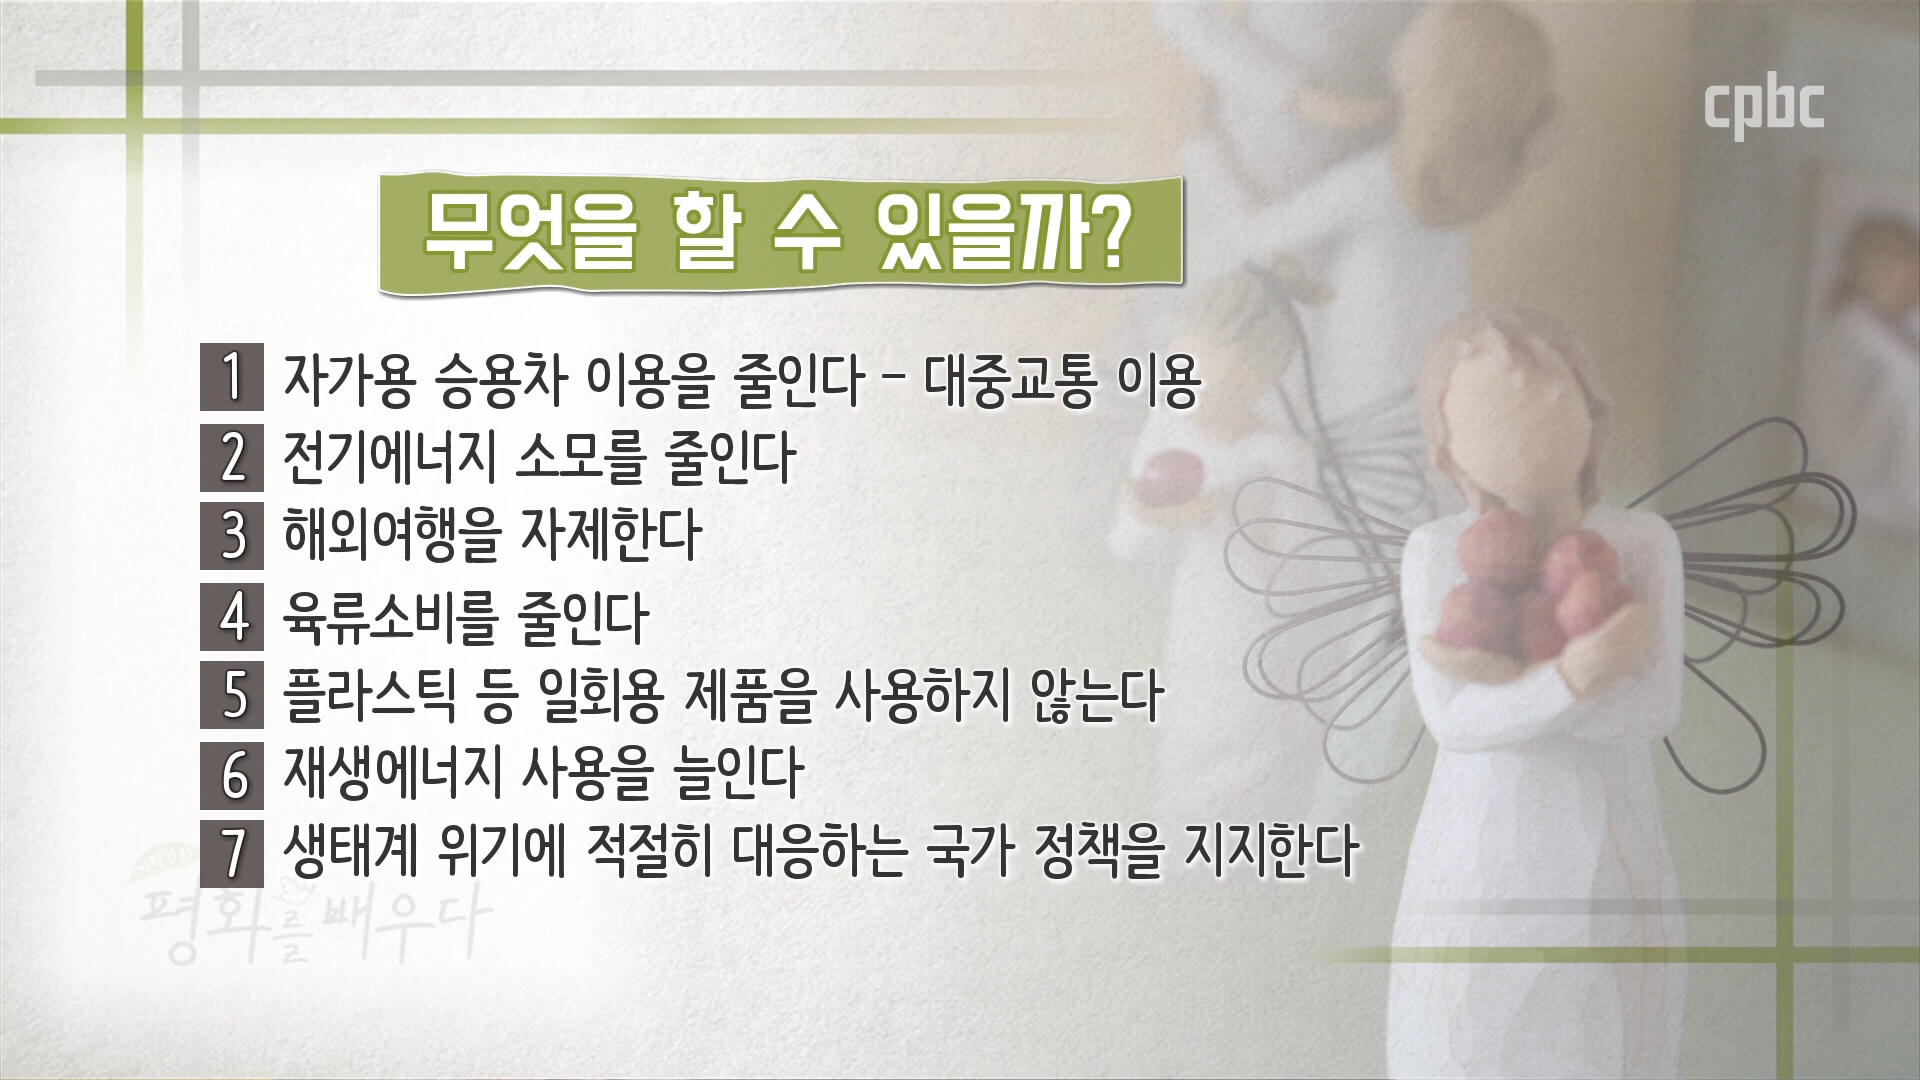 cpbc
무엇을 할 수 있을까?
1 자가용 승용차 이용을 줄인다 - 대중교통 이용
2 전기에너지 소모를 줄인다
3 해외여행을 자제한다
4 육류소비를 줄인다
5 플라스틱 등 일회용 제품을 사용하지 않는다
6 재생에너지 사용을 늘인다
7 생태계 위기에 적절히 대응하는 국가 정책을 지지한다
평화를 배우다